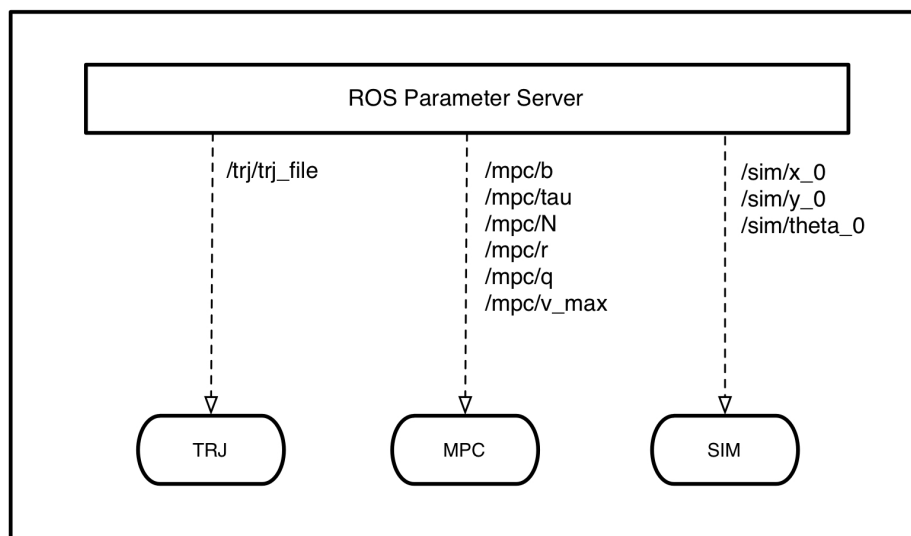 ROS Parameter Server
/trj/trj_file
/mpc/b
/mpc/tau
/mpc/N
/mpc/r
/mpc/q
/mpc/v_max
/sim/x_0
/sim/y_0
/sim/theta_0
TRJ
MPC
SIM